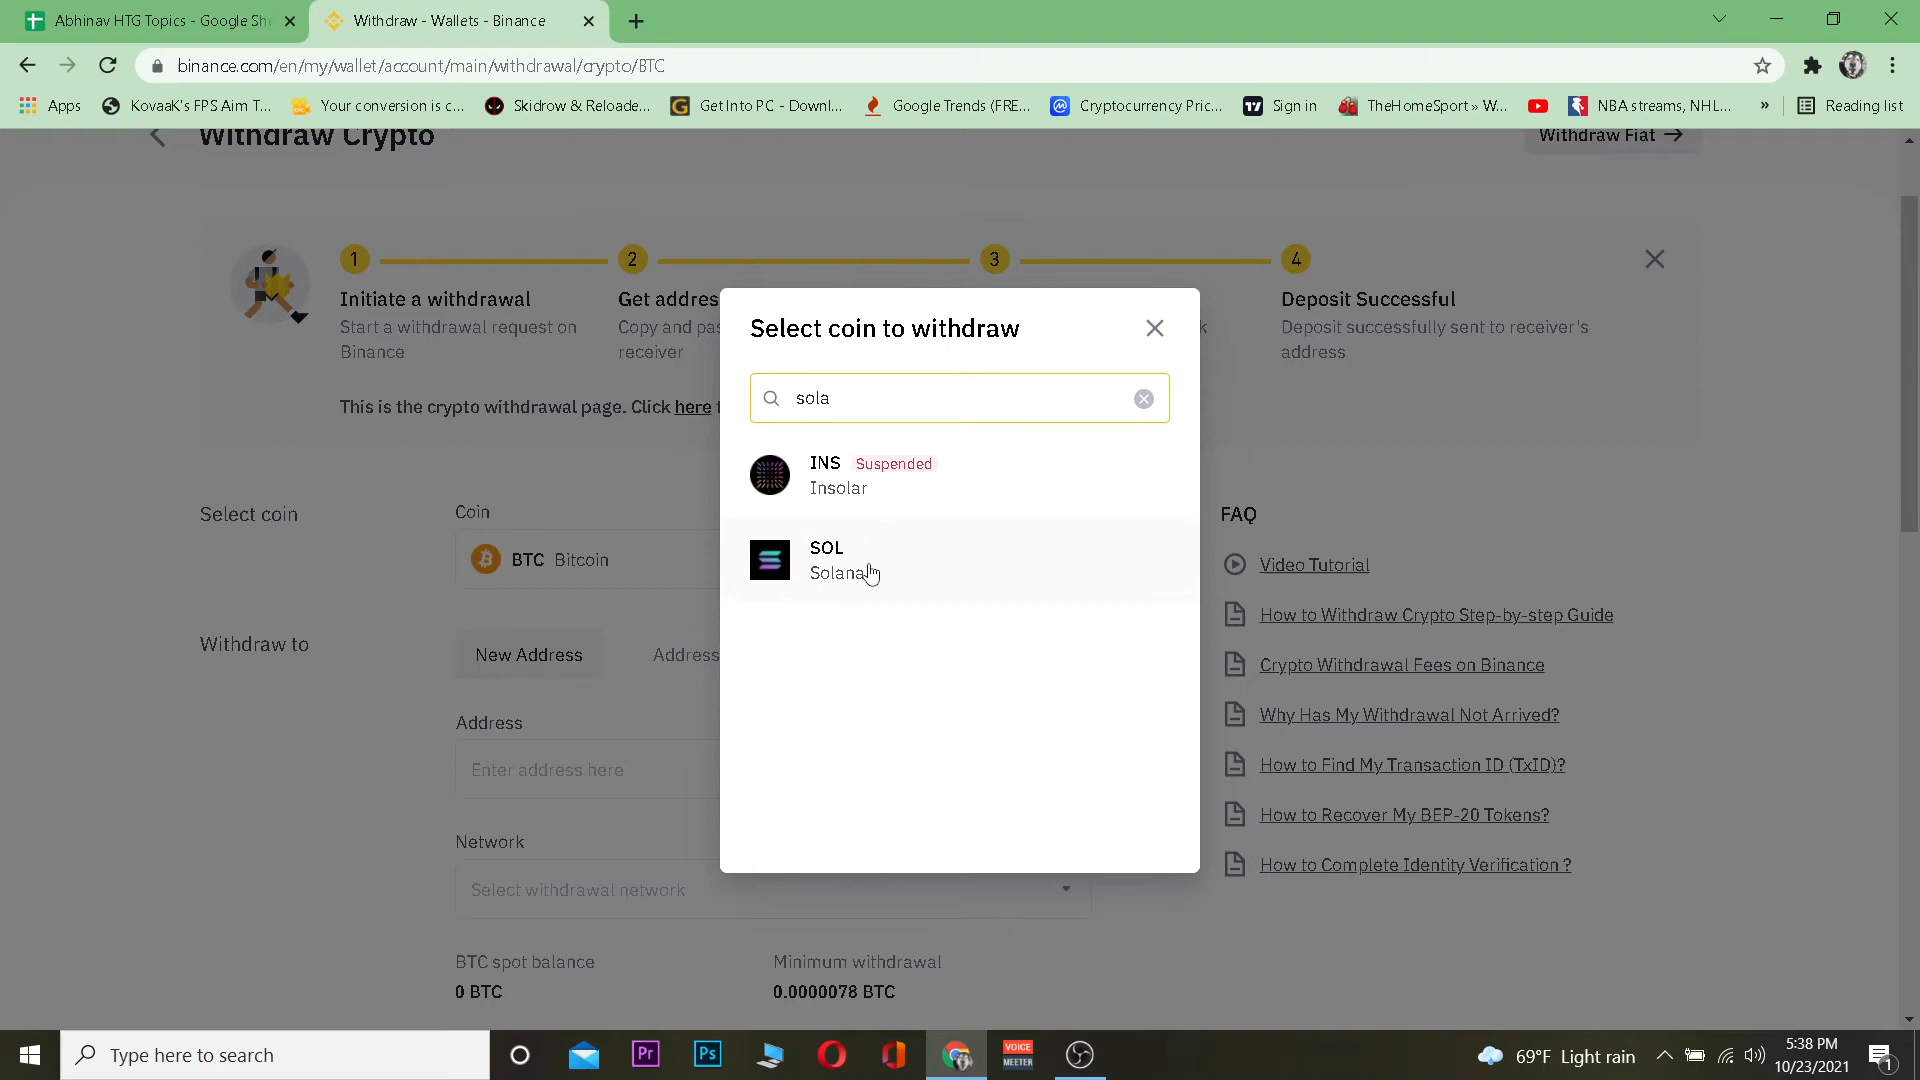 Abhinav HTG Topics - Google Sh
Withdraw - Wallets - Binance
binance.com/en/my/wallet/account/main/withdrawal/crypto/BTC
Apps
KovaaK's FPS Aim T...
Your conversion is c...
Skidrow & Reloade...
Get Into PC - Downl...
Google Trends (FRE...
Cryptocurrency Pric...
Sign in
TheHomeSport » W...
NBA streams, NHL...
»
Reading list
Withdraw Crypto
Withdraw Fiat →
1
2
3
4
Initiate a withdrawal
Start a withdrawal request on
Binance
Get addres
Copy and pas
receiver
k
Deposit Successful
Deposit successfully sent to receiver's
address
This is the crypto withdrawal page. Click here
Select coin to withdraw
sola
INS Suspended
Insolar
SOL
Solana
Select coin
Coin
BTC Bitcoin
Withdraw to
New Address
Address
Address
Enter address here
Network
Select withdrawal network
BTC spot balance
0 BTC
Minimum withdrawal
0.0000078 BTC
FAQ
Video Tutorial
How to Withdraw Crypto Step-by-step Guide
Crypto Withdrawal Fees on Binance
Why Has My Withdrawal Not Arrived?
How to Find My Transaction ID (TxID)?
How to Recover My BEP-20 Tokens?
How to Complete Identity Verification ?
Type here to search
Pr
Ps
VOICE
MEETER
69°F Light rain
5:38 PM
10/23/2021
1